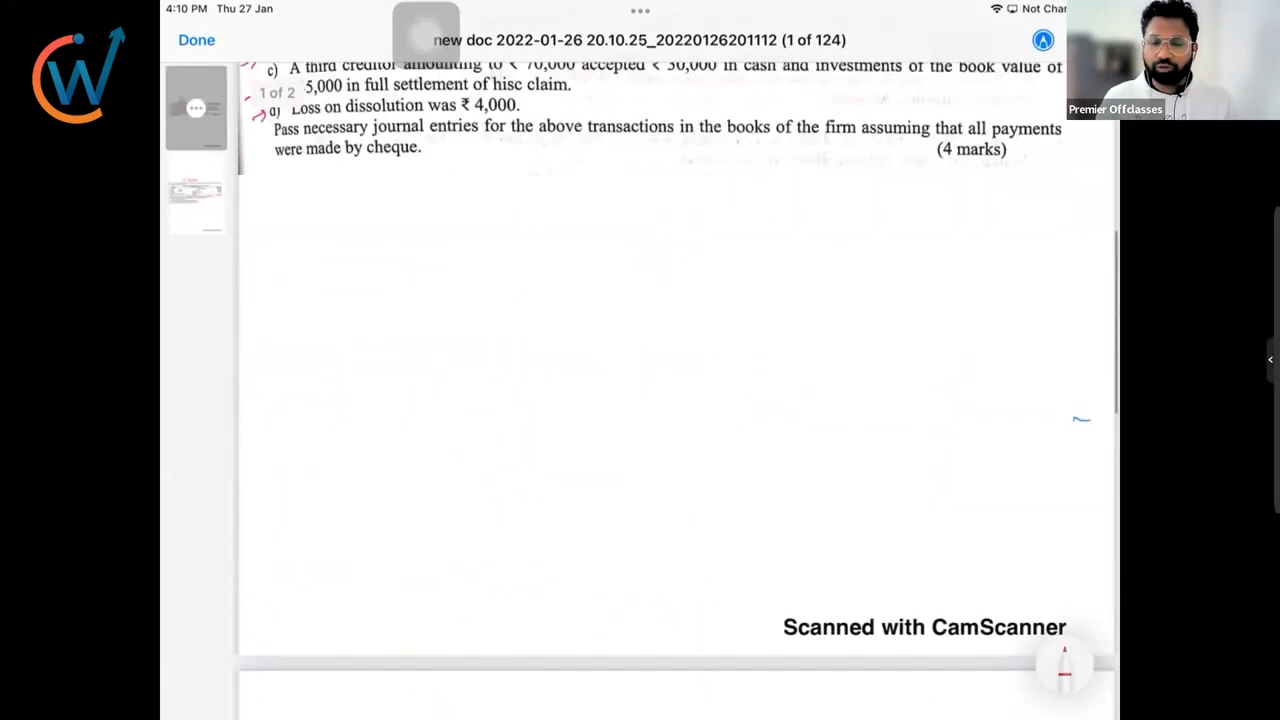 4:10 PM Thu 27 Jan
Not Char
Done
new doc 2022-01-26 20.10.25_20220126201112 (1 of 124)
Premier Offclasses
c) A third creditor amounting to ₹ 70,000 accepted ₹ 30,000 in cash and investments of the book value of
1 of 2
5,000 in full settlement of hisc claim.
d) Loss on dissolution was ₹ 4,000.
Pass necessary journal entries for the above transactions in the books of the firm assuming that all payments
were made by cheque.
(4 marks)
Scanned with CamScanner